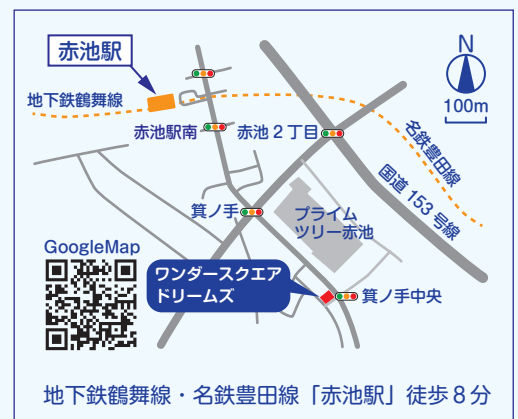 赤池駅
N
100m
地下鉄鶴舞線
赤池駅南
赤池2丁目
名鉄豊田線
国道153号線
箕ノ手
プライム
ツリー赤池
GoogleMap
ワンダースクエア
ドリームズ
箕ノ手中央
地下鉄鶴舞線・名鉄豊田線「赤池駅」徒歩8分